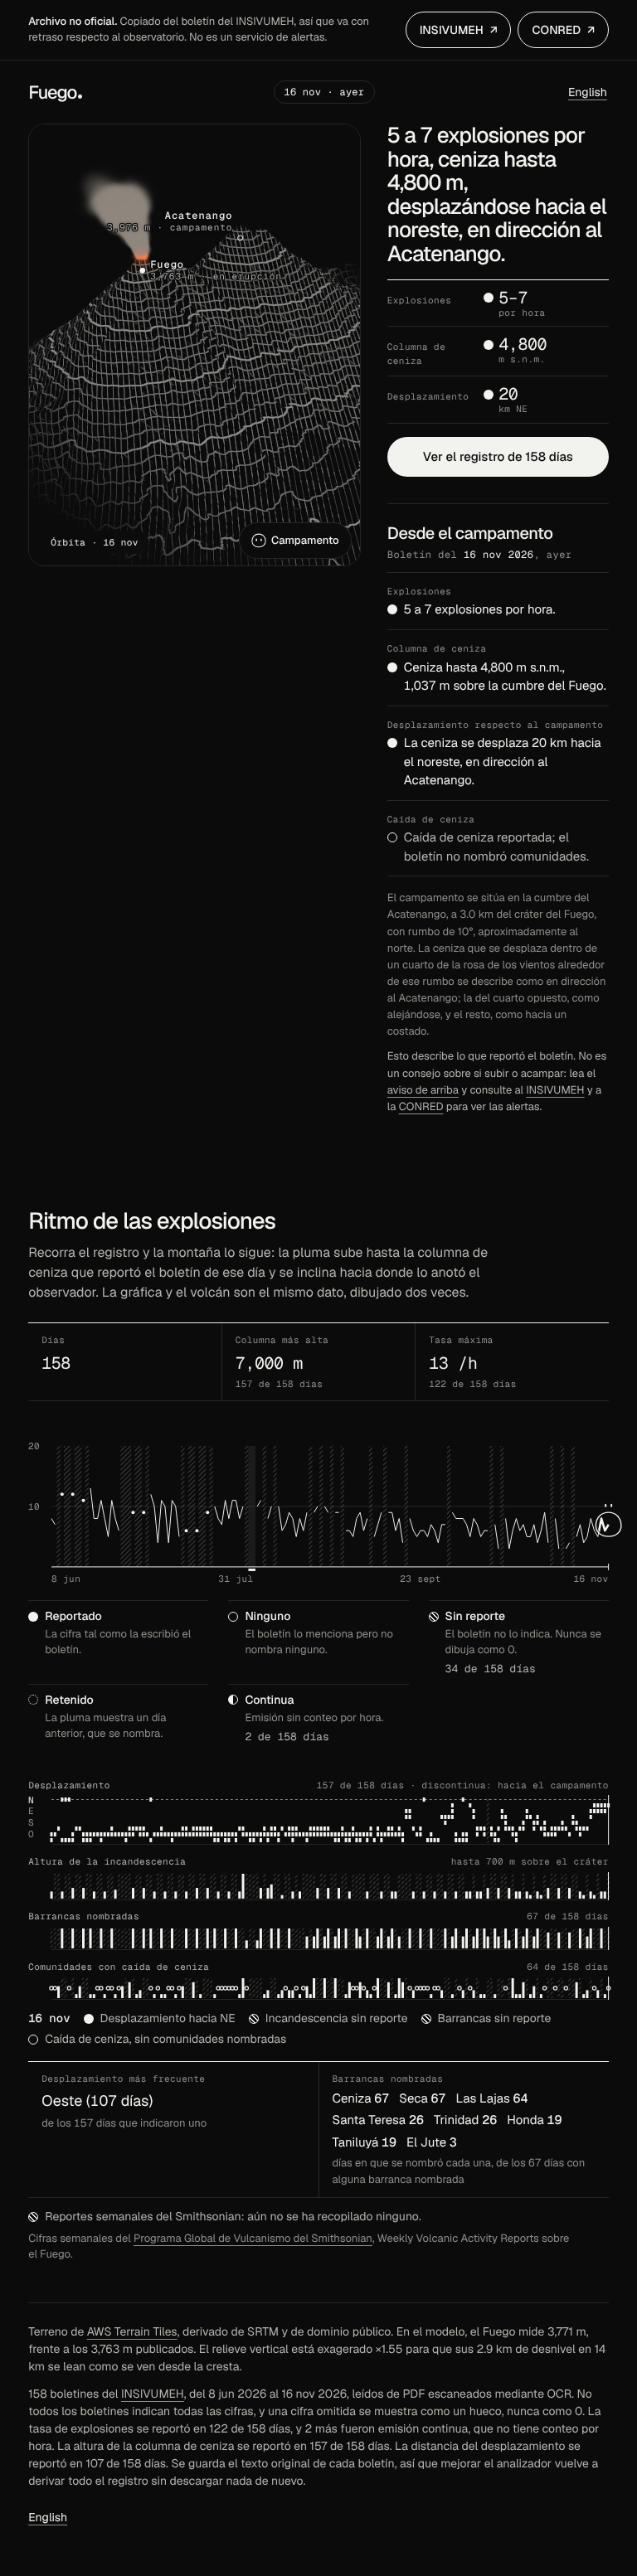 Archivo no oficial. Copiado del boletín del INSIVUMEH, así que va con
retraso respecto al observatorio. No es un servicio de alertas.
INSIVUMEH ↗
CONRED ↗
Fuego.
16 nov · ayer
English
Acatenango
3,976 m · campamento
Fuego
3,763 m · en erupción
Órbita · 16 nov
Campamento
5 a 7 explosiones por
hora, ceniza hasta
4,800 m,
desplazándose hacia el
noreste, en dirección al
Acatenango.
Explosiones
5–7
por hora
Columna de
ceniza
4,800
m s.n.m.
Desplazamiento
20
km NE
Ver el registro de 158 días
Desde el campamento
Boletín del 16 nov 2026, ayer
Explosiones
5 a 7 explosiones por hora.
Columna de ceniza
Ceniza hasta 4,800 m s.n.m.,
1,037 m sobre la cumbre del Fuego.
Desplazamiento respecto al campamento
La ceniza se desplaza 20 km hacia
el noreste, en dirección al
Acatenango.
Caída de ceniza
Caída de ceniza reportada; el
boletín no nombró comunidades.
El campamento se sitúa en la cumbre del
Acatenango, a 3.0 km del cráter del Fuego,
con rumbo de 10°, aproximadamente al
norte. La ceniza que se desplaza dentro de
un cuarto de la rosa de los vientos alrededor
de ese rumbo se describe como en dirección
al Acatenango; la del cuarto opuesto, como
alejándose, y el resto, como hacia un
costado.
Esto describe lo que reportó el boletín. No es
un consejo sobre si subir o acampar: lea el
aviso de arriba y consulte al INSIVUMEH y a
la CONRED para ver las alertas.
Ritmo de las explosiones
Recorra el registro y la montaña lo sigue: la pluma sube hasta la columna de
ceniza que reportó el boletín de ese día y se inclina hacia donde lo anotó el
observador. La gráfica y el volcán son el mismo dato, dibujado dos veces.
Días
158
Columna más alta
7,000 m
157 de 158 días
Tasa máxima
13 /h
122 de 158 días
20
10
8 jun
31 jul
23 sept
16 nov
Reportado
La cifra tal como la escribió el
boletín.
Ninguno
El boletín lo menciona pero no
nombra ninguno.
Sin reporte
El boletín no lo indica. Nunca se
dibuja como 0.
34 de 158 días
Retenido
La pluma muestra un día
anterior, que se nombra.
Continua
Emisión sin conteo por hora.
2 de 158 días
Desplazamiento
157 de 158 días · discontinua: hacia el campamento
N
E
S
O
Altura de la incandescencia
hasta 700 m sobre el cráter
Barrancas nombradas
67 de 158 días
Comunidades con caída de ceniza
64 de 158 días
16 nov Desplazamiento hacia NE Incandescencia sin reporte Barrancas sin reporte
Caída de ceniza, sin comunidades nombradas
Desplazamiento más frecuente
Oeste (107 días)
de los 157 días que indicaron uno
Barrancas nombradas
Ceniza 67 Seca 67 Las Lajas 64
Santa Teresa 26 Trinidad 26 Honda 19
Taniluyá 19 El Jute 3
días en que se nombró cada una, de los 67 días con
alguna barranca nombrada
Reportes semanales del Smithsonian: aún no se ha recopilado ninguno.
Cifras semanales del Programa Global de Vulcanismo del Smithsonian, Weekly Volcanic Activity Reports sobre
el Fuego.
Terreno de AWS Terrain Tiles, derivado de SRTM y de dominio público. En el modelo, el Fuego mide 3,771 m,
frente a los 3,763 m publicados. El relieve vertical está exagerado ×1.55 para que sus 2.9 km de desnivel en 14
km se lean como se ven desde la cresta.
158 boletines del INSIVUMEH, del 8 jun 2026 al 16 nov 2026, leídos de PDF escaneados mediante OCR. No
todos los boletines indican todas las cifras, y una cifra omitida se muestra como un hueco, nunca como 0. La
tasa de explosiones se reportó en 122 de 158 días, y 2 más fueron emisión continua, que no tiene conteo por
hora. La altura de la columna de ceniza se reportó en 157 de 158 días. La distancia del desplazamiento se
reportó en 107 de 158 días. Se guarda el texto original de cada boletín, así que mejorar el analizador vuelve a
derivar todo el registro sin descargar nada de nuevo.
English